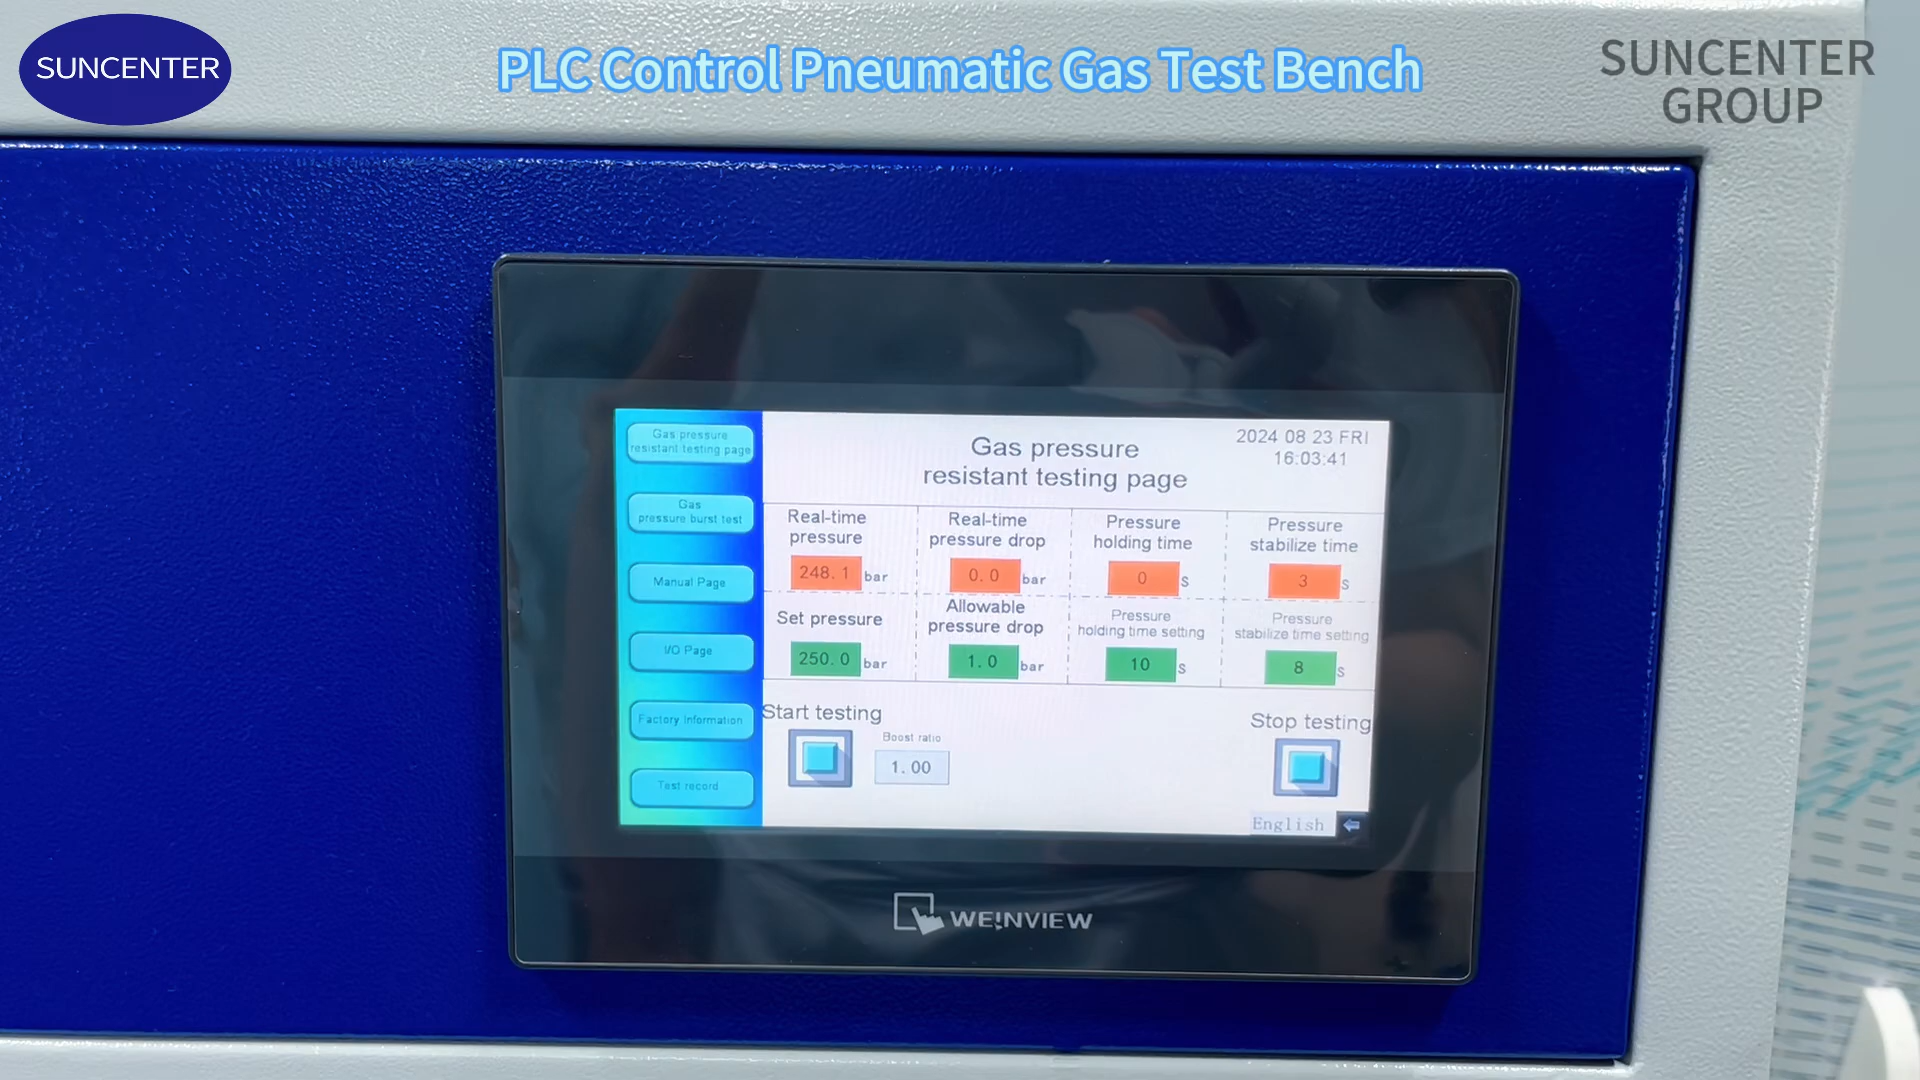 SUNCENTER
PLC Control Pneumatic Gas Test Bench
SUNCENTER
GROUP
Gas pressure
resistant testing page
Gas
pressure burst test
Manual Page
I/O Page
Factory Information
Test record
Gas pressure
resistant testing page
2024 08 23 FRI
16:03:41
Real-time
pressure
248.1 bar
Real-time
pressure drop
0.0 bar
Pressure
holding time
0 S
Pressure
stabilize time
3 S
Set pressure
250.0 bar
Allowable
pressure drop
1.0 bar
Pressure
holding time setting
10 S
Pressure
stabilize time setting
8 S
Start testing
Boost ratio
1.00
Stop testing
English
WEINVIEW